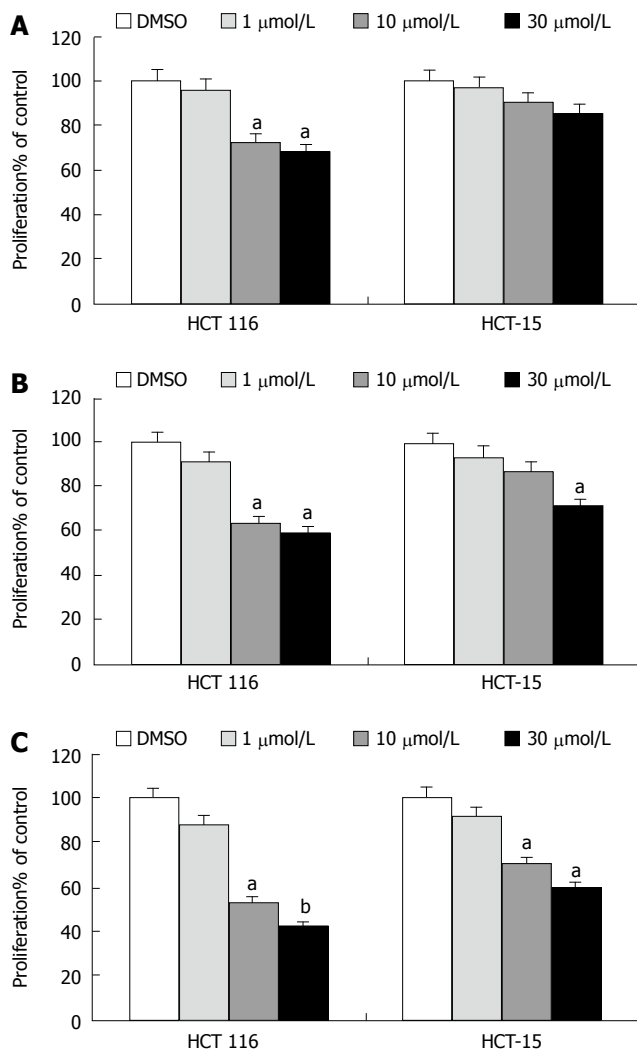 A
DMSO 1 μmol/L 10 μmol/L 30 μmol/L
120
100
80
60
40
20
0
Proliferation% of control
a a
HCT 116 HCT-15
B
DMSO 1 μmol/L 10 μmol/L 30 μmol/L
120
100
80
60
40
20
0
Proliferation% of control
a a a
HCT 116 HCT-15
C
DMSO 1 μmol/L 10 μmol/L 30 μmol/L
120
100
80
60
40
20
0
Proliferation% of control
a b a a
HCT 116 HCT-15